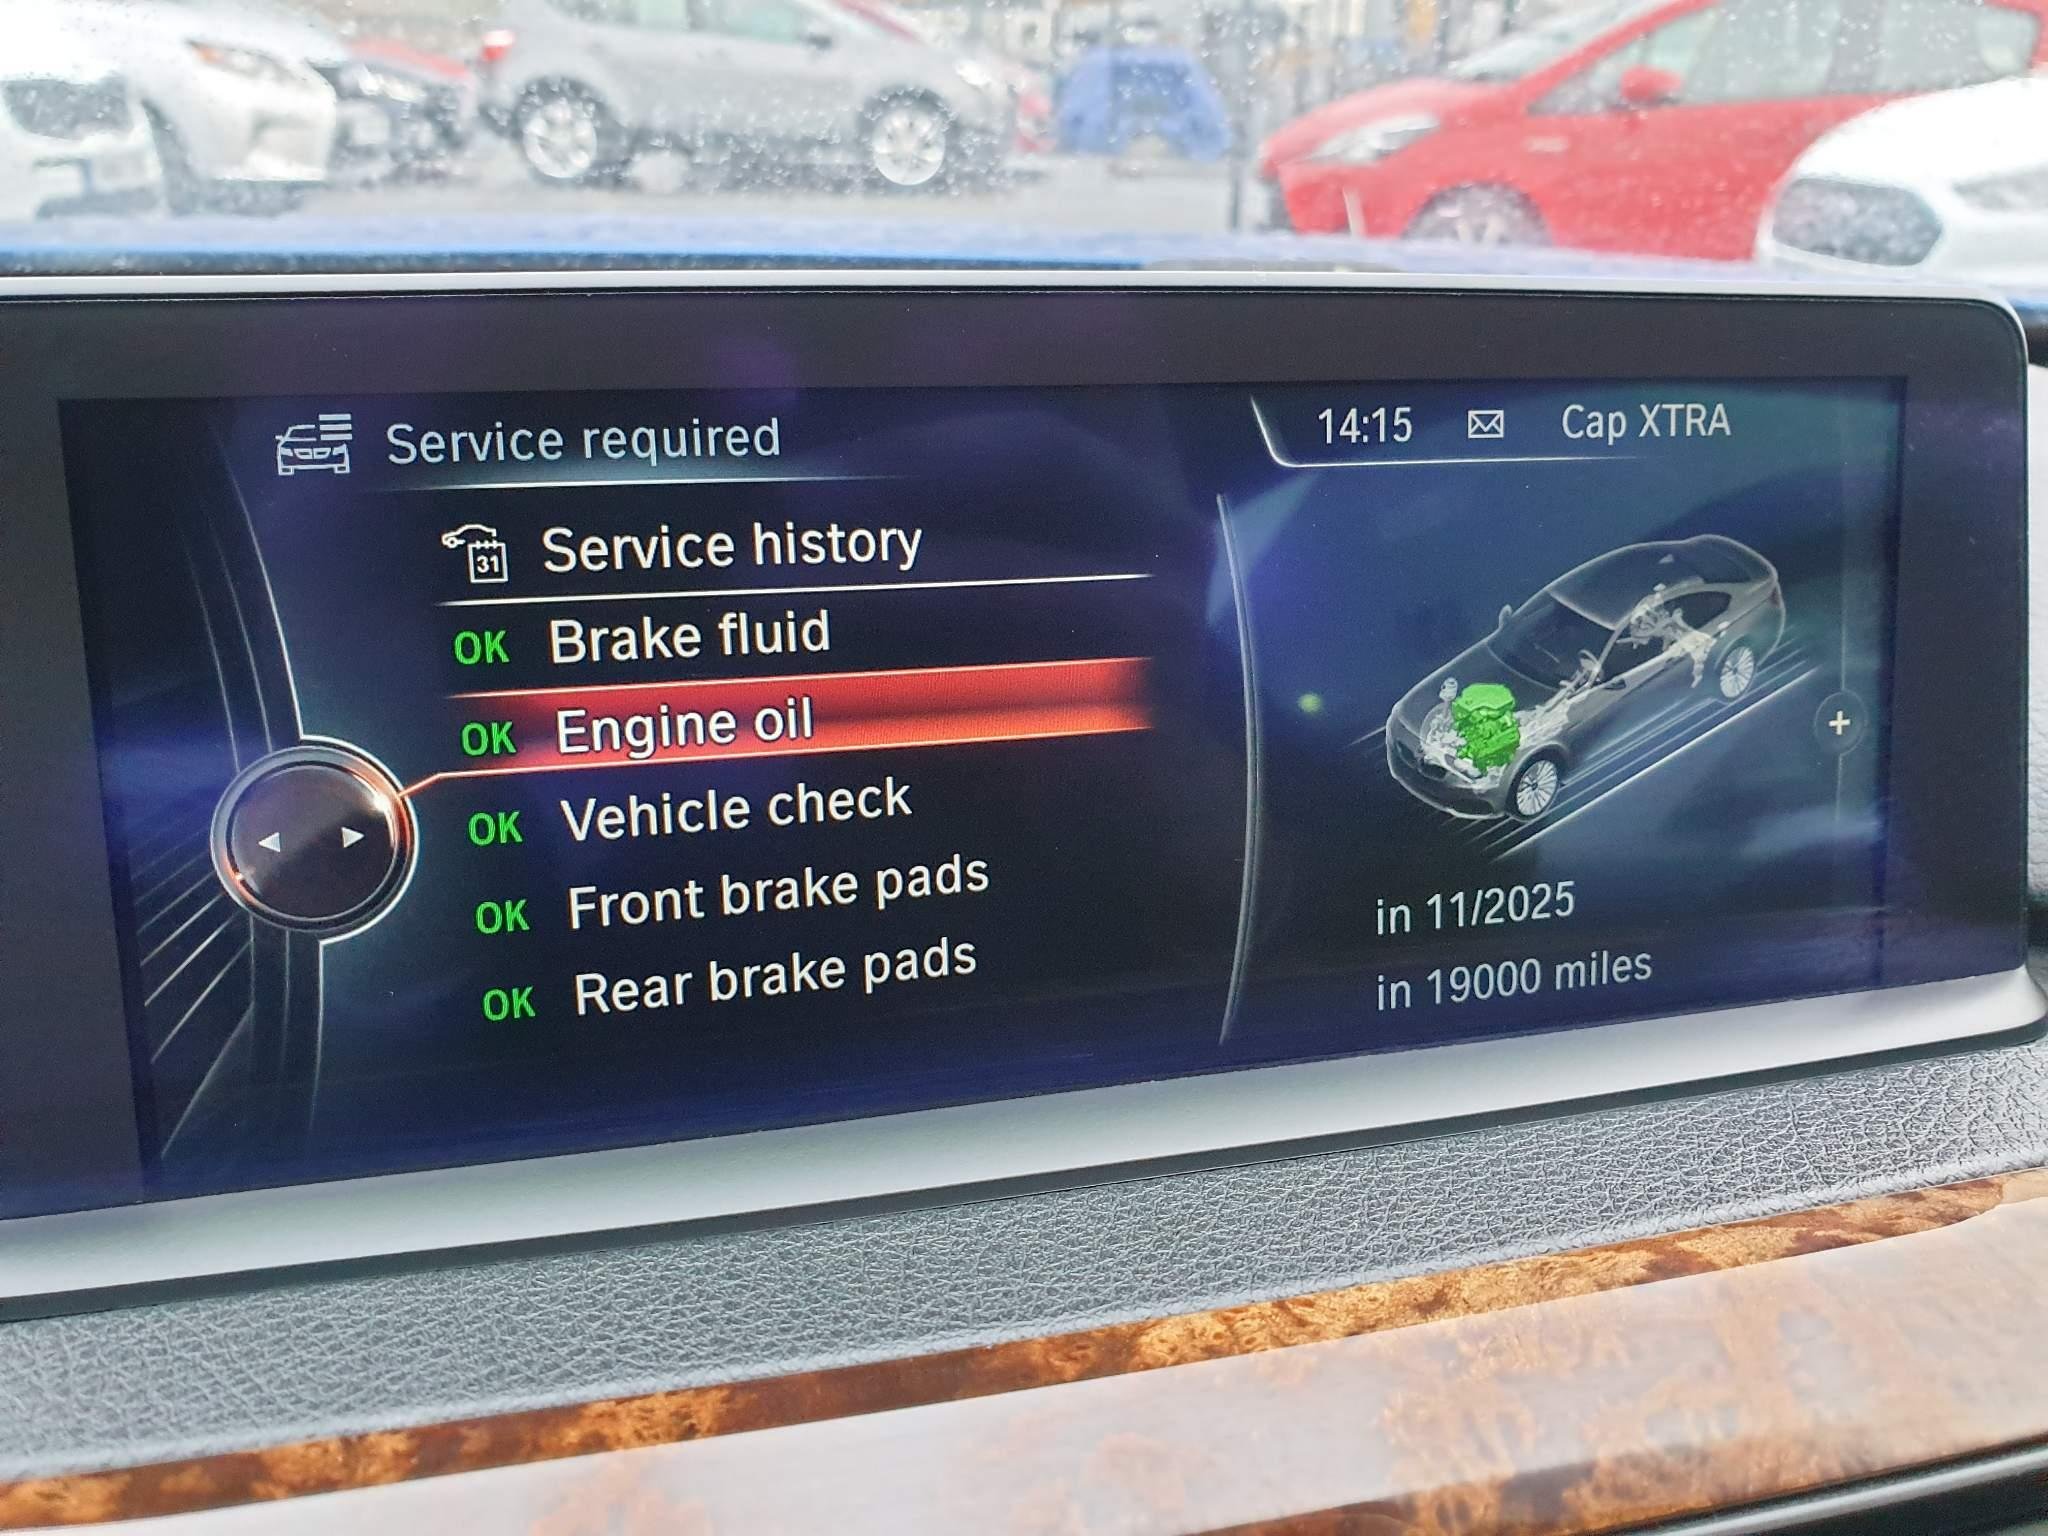 Service required
14:15 Cap XTRA
31 Service history
OK Brake fluid
OK Engine oil
OK Vehicle check
OK Front brake pads
OK Rear brake pads
+
in 11/2025
in 19000 miles